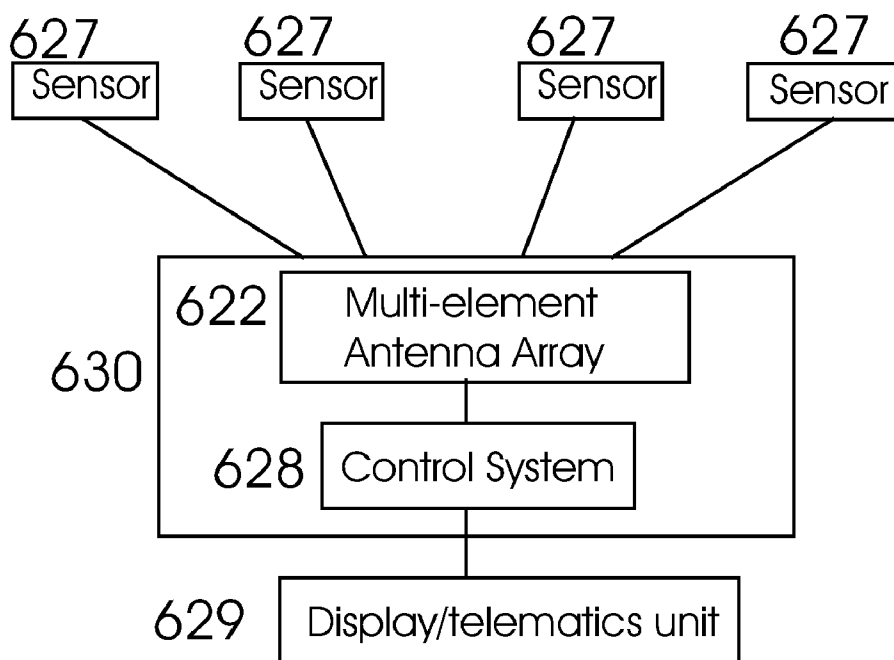 627 627 627 627
Sensor Sensor Sensor Sensor
622 Multi-element
Antenna Array
630
628 Control System
629 Display/telematics unit